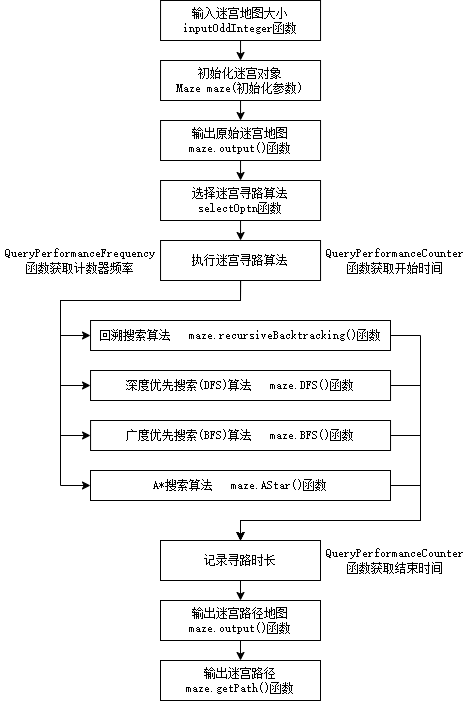 输入迷宫地图大小
inputOddInteger函数
初始化迷宫对象
Maze maze(初始化参数)
输出原始迷宫地图
maze.output()函数
选择迷宫寻路算法
selectOptn函数
QueryPerformanceFrequency
函数获取计数器频率
执行迷宫寻路算法
QueryPerformanceCounter
函数获取开始时间
回溯搜索算法 maze.recursiveBacktracking()函数
深度优先搜索(DFS)算法 maze.DFS()函数
广度优先搜索(BFS)算法 maze.BFS()函数
A*搜索算法 maze.AStar()函数
记录寻路时长
QueryPerformanceCounter
函数获取结束时间
输出迷宫路径地图
maze.output()函数
输出迷宫路径
maze.getPath()函数